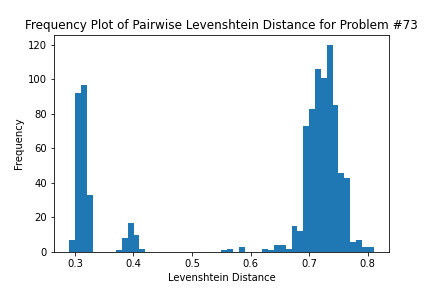 Frequency Plot of Pairwise Levenshtein Distance for Problem #73
120
100
80
60
40
20
0
Frequency
0.3 0.4 0.5 0.6 0.7 0.8
Levenshtein Distance